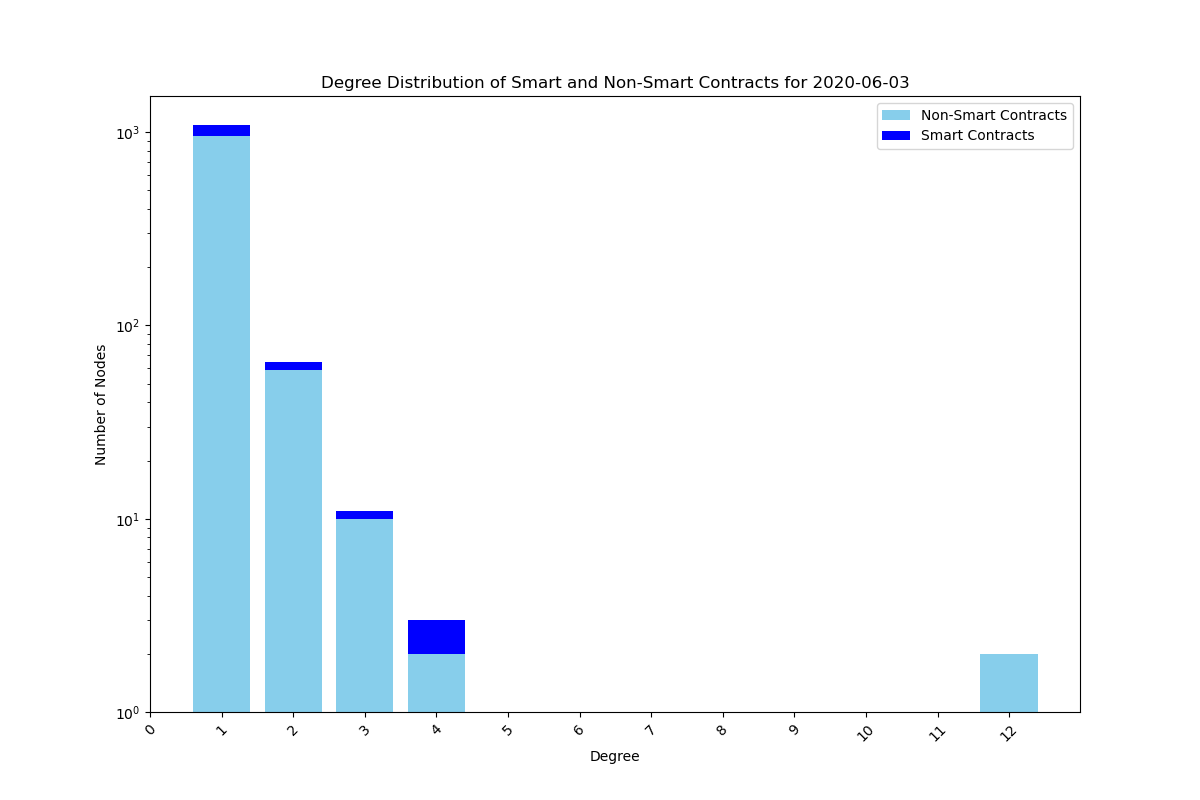 Degree Distribution of Smart and Non-Smart Contracts for 2020-06-03
Non-Smart Contracts
Smart Contracts
Number of Nodes
10³
10²
10¹
10⁰
0 1 2 3 4 5 6 7 8 9 10 11 12
Degree